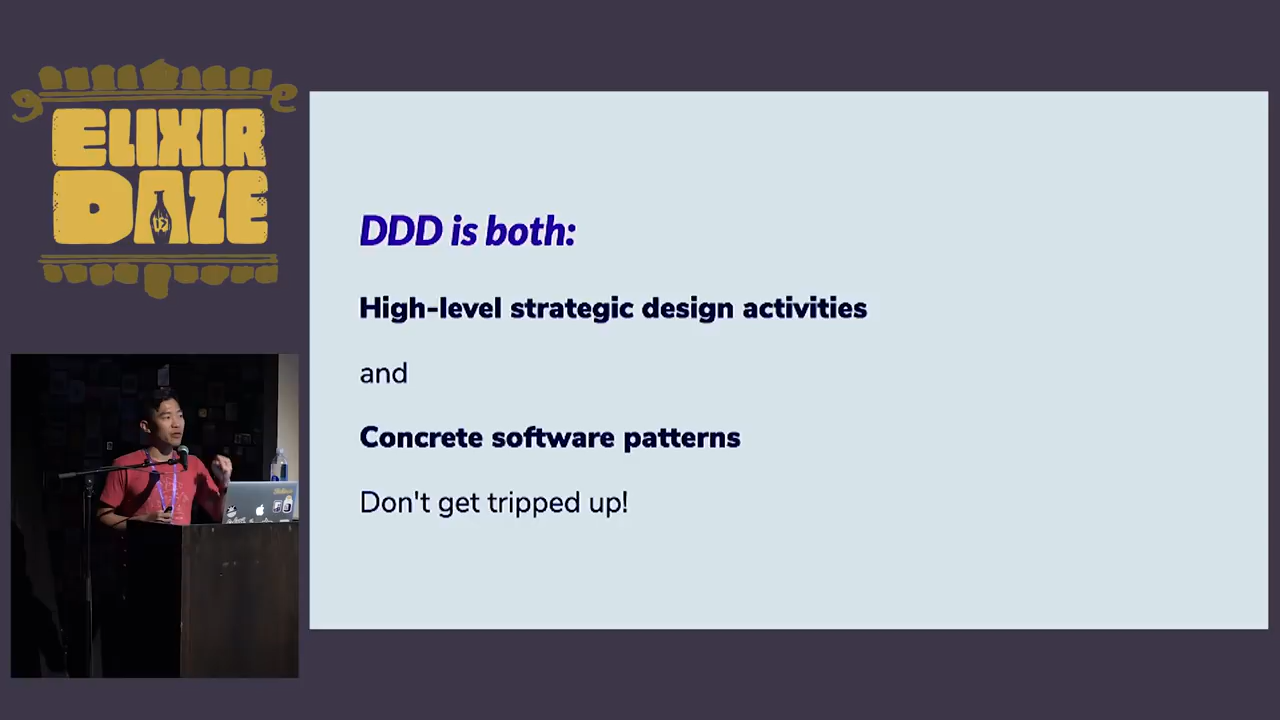 ELIXIR
DAZE
DDD is both:
High-level strategic design activities
and
Concrete software patterns
Don't get tripped up!